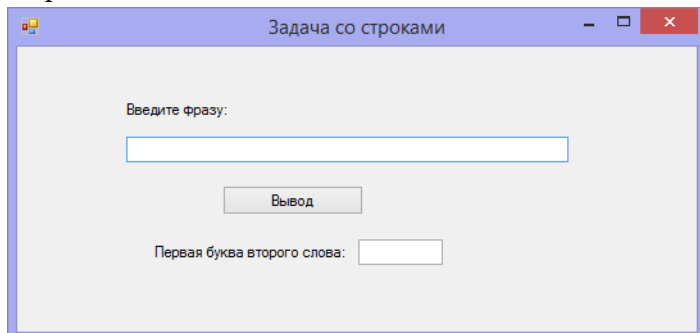 Задача со строками
Введите фразу:
Вывод
Первая буква второго слова: